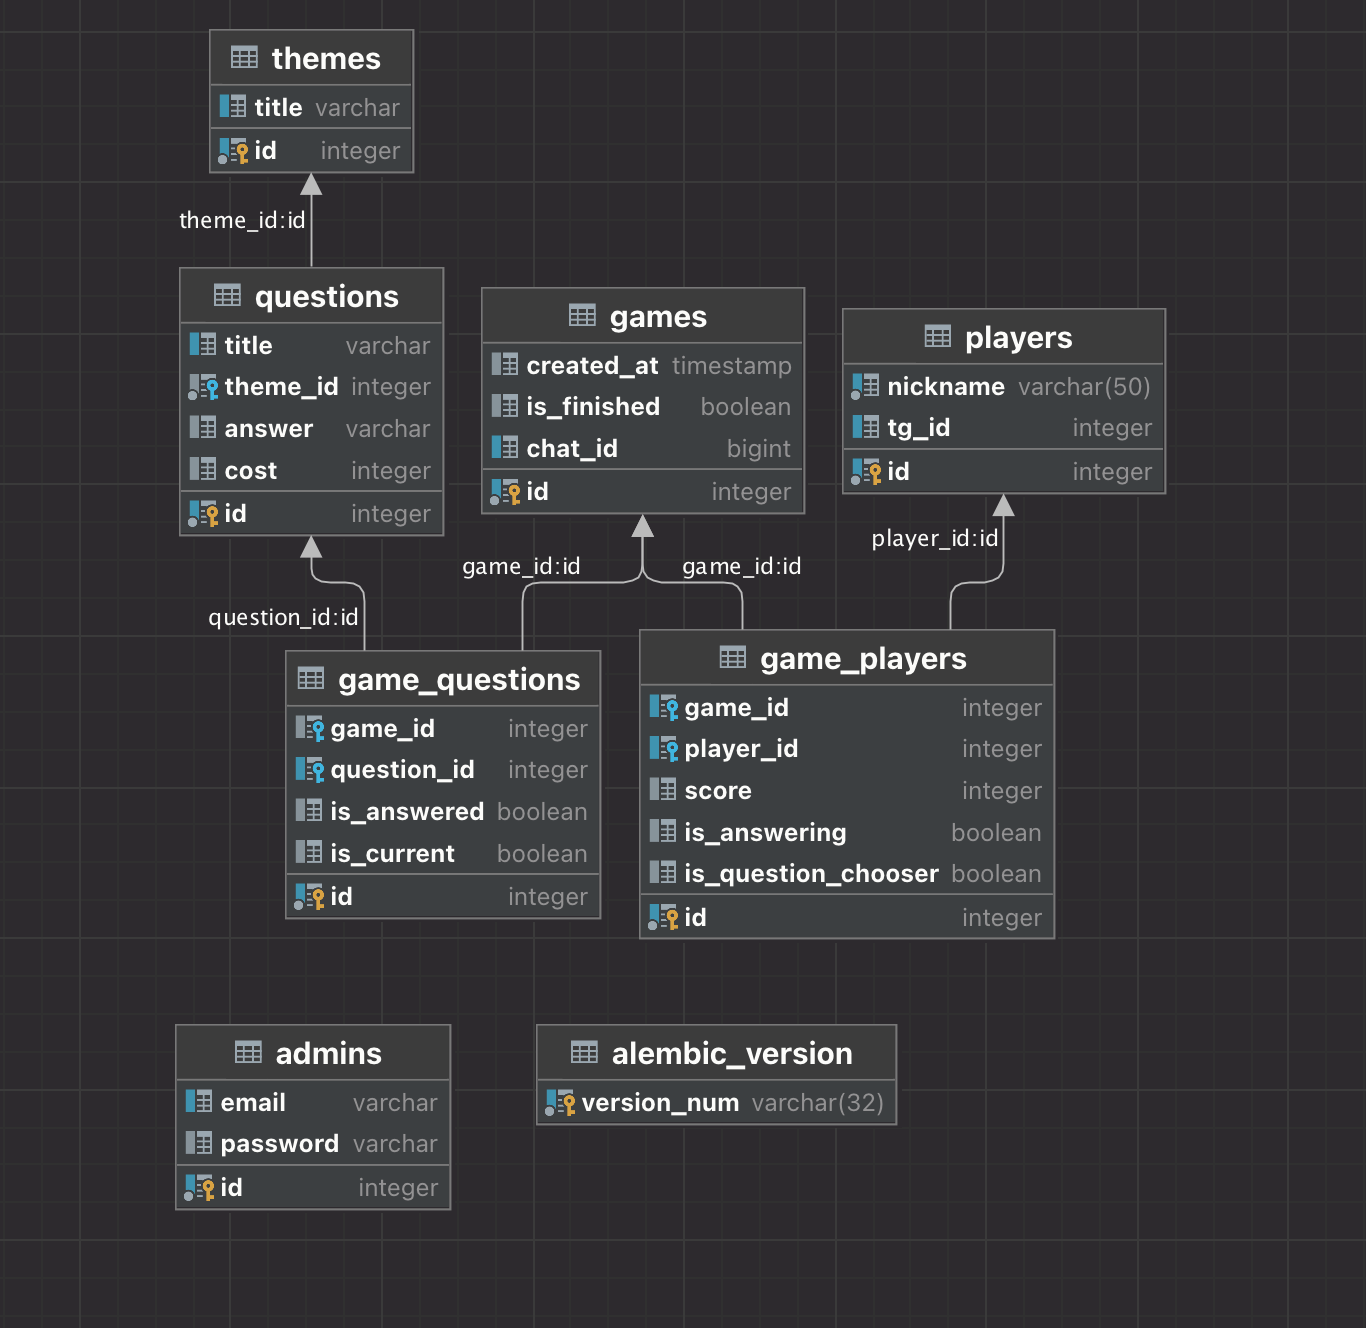 themes
title varchar
id integer
theme_id:id
questions
title varchar
theme_id integer
answer varchar
cost integer
id integer
games
created_at timestamp
is_finished boolean
chat_id bigint
id integer
players
nickname varchar(50)
tg_id integer
id integer
question_id:id
game_id:id
game_id:id
player_id:id
game_questions
game_id integer
question_id integer
is_answered boolean
is_current boolean
id integer
game_players
game_id integer
player_id integer
score integer
is_answering boolean
is_question_chooser boolean
id integer
admins
email varchar
password varchar
id integer
alembic_version
version_num varchar(32)